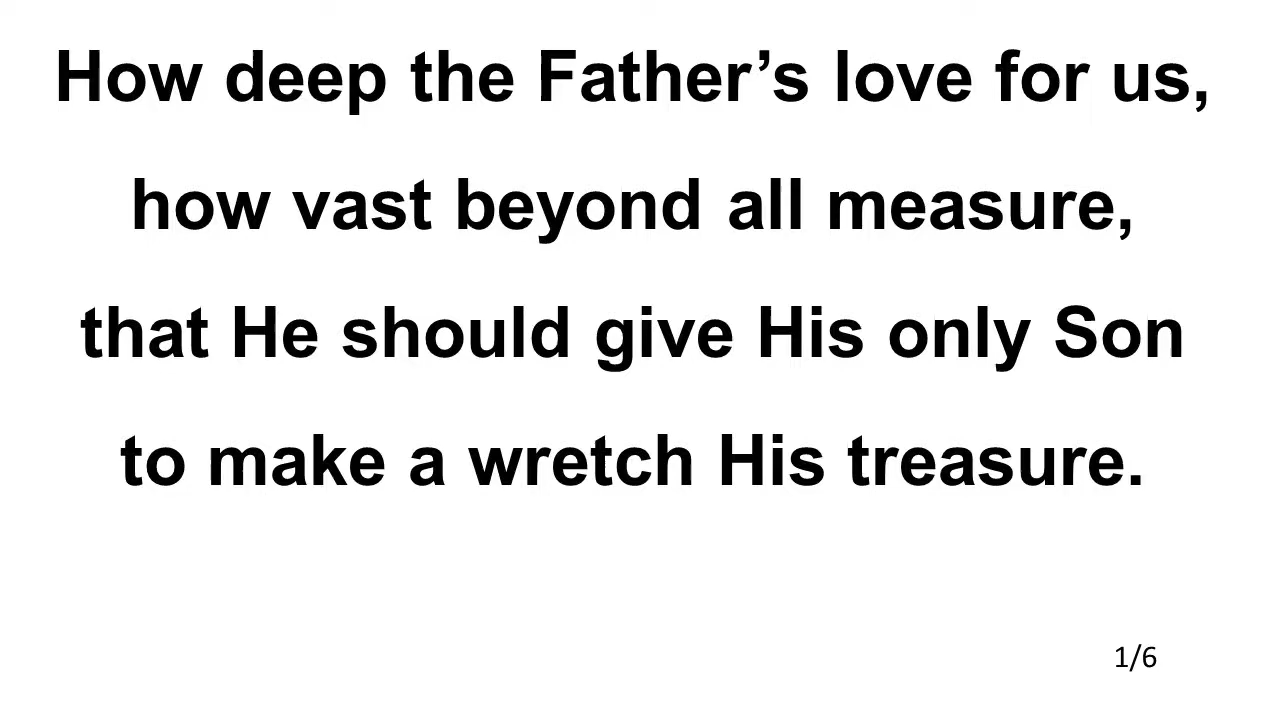 How deep the Father’s love for us,
how vast beyond all measure,
that He should give His only Son
to make a wretch His treasure.
1/6